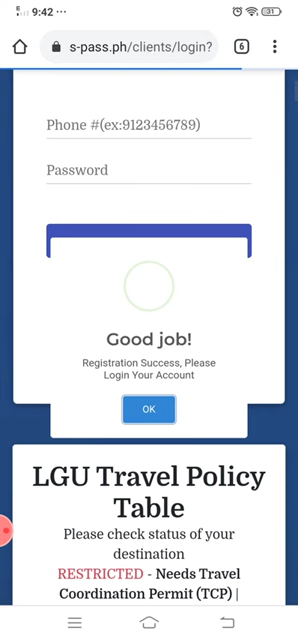 E
9:42 ...
31
s-pass.ph/clients/login?
6
Phone #(ex:9123456789)
Password
Good job!
Registration Success, Please
Login Your Account
OK
LGU Travel Policy
Table
Please check status of your
destination
RESTRICTED - Needs Travel
Coordination Permit (TCP) |